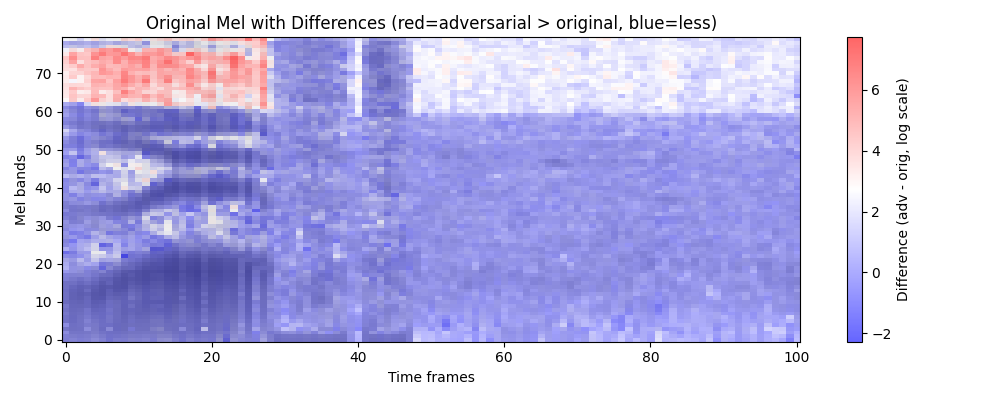 Original Mel with Differences (red=adversarial > original, blue=less)
70
60
50
40
30
20
10
0
Mel bands
0 20 40 60 80 100
Time frames
6
4
2
0
−2
Difference (adv - orig, log scale)